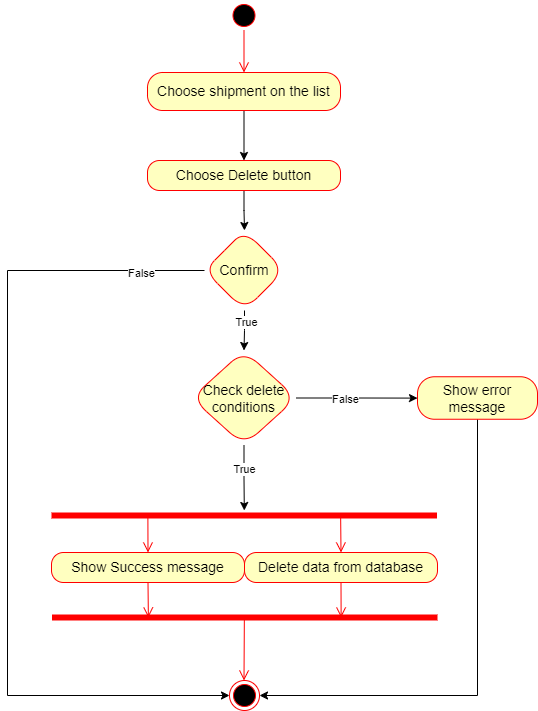 Choose shipment on the list
Choose Delete button
Confirm
False
True
Check delete
conditions
False
Show error
message
True
Show Success message
Delete data from database